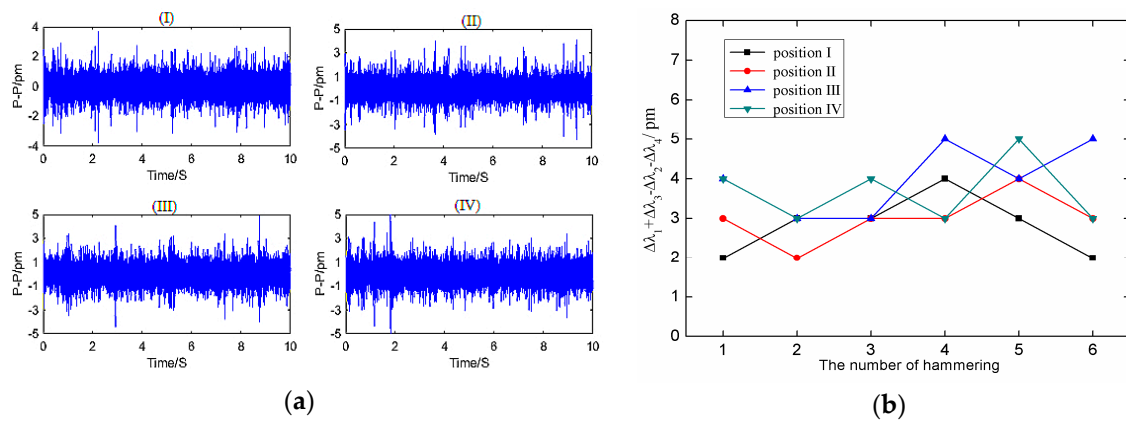 (I)
4
2
0
-2
-4
P-P/pm
0 2 4 6 8 10
Time/S
(II)
5
3
1
-1
-3
-5
P-P/pm
0 2 4 6 8 10
Time/S
(III)
5
3
1
-1
-3
-5
P-P/pm
0 2 4 6 8 10
Time/S
(IV)
5
3
1
-1
-3
-5
P-P/pm
0 2 4 6 8 10
Time/S
(a)
8
7
6
5
4
3
2
1
0
Δλ₁+Δλ₃-Δλ₂-Δλ₄/ pm
position I
position II
position III
position IV
1 2 3 4 5 6
The number of hammering
(b)